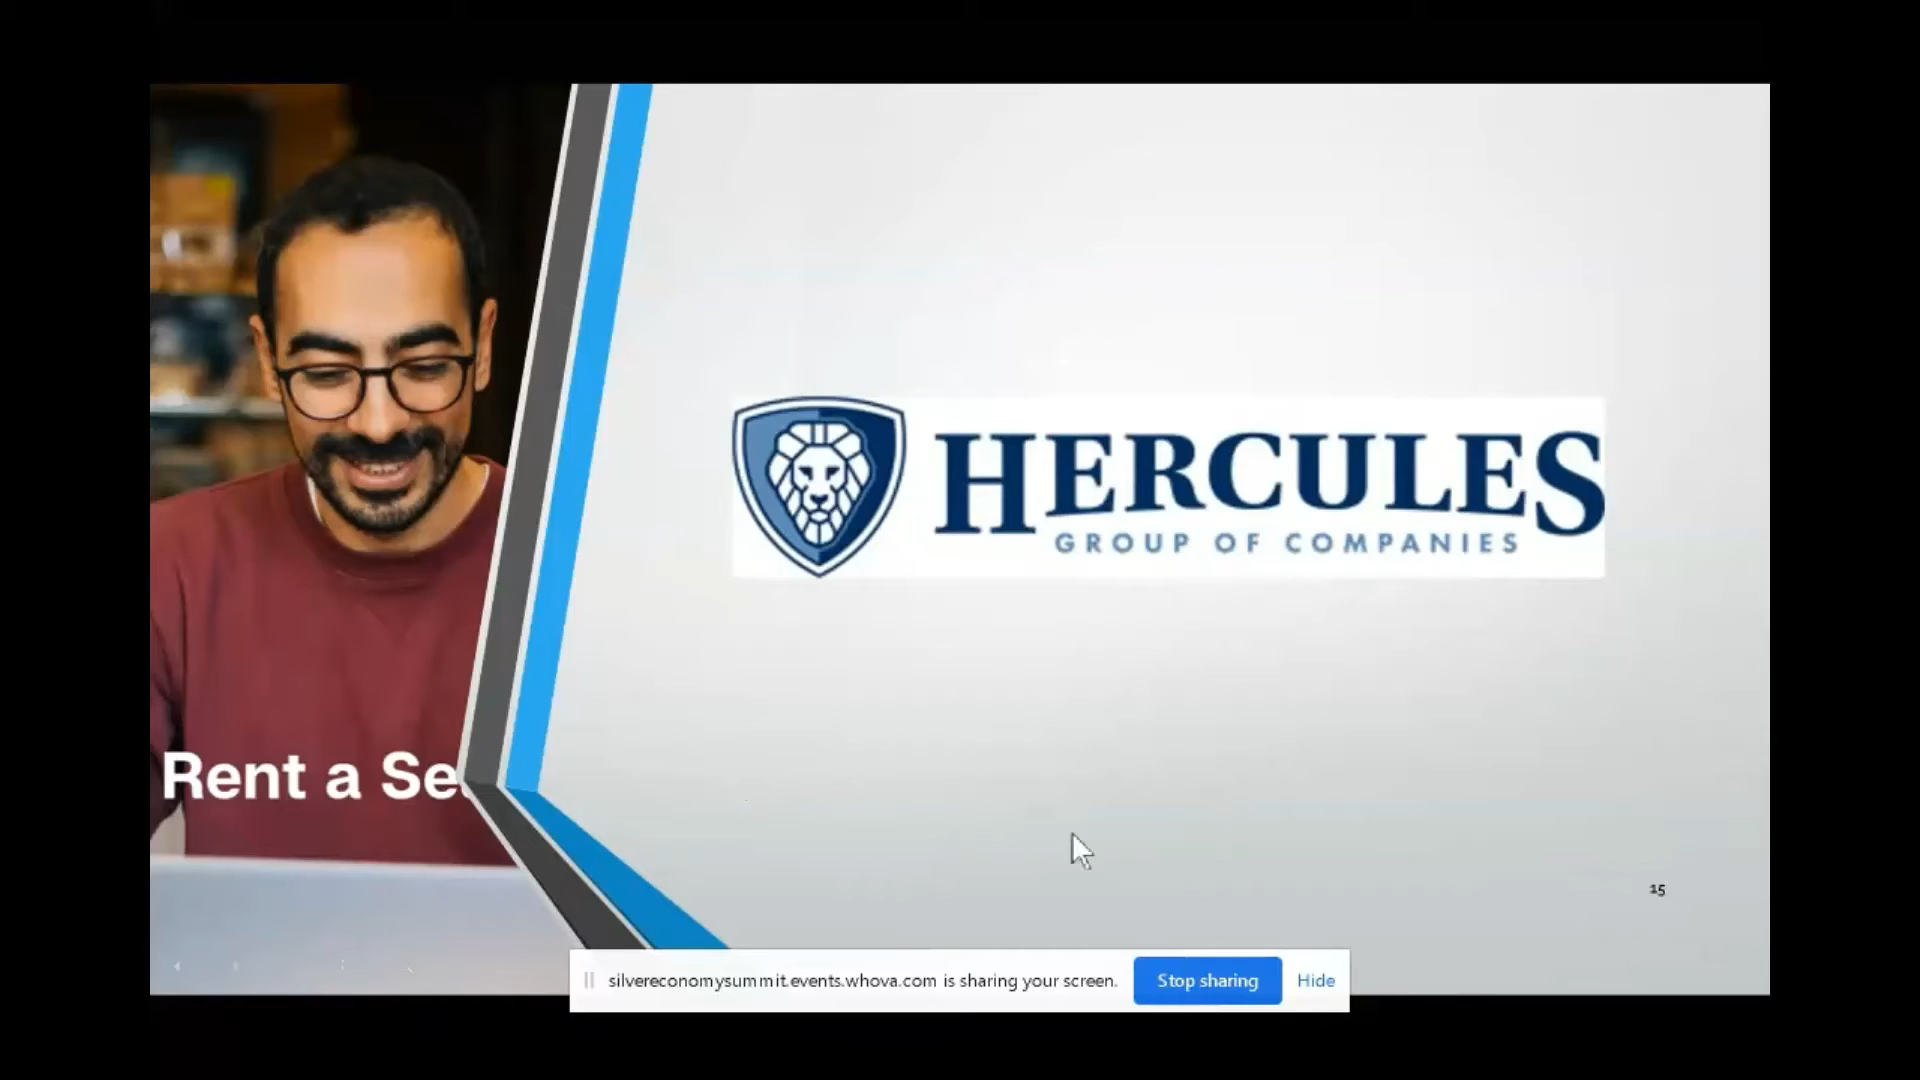 HERCULES
GROUP OF COMPANIES
Rent a Se
15
silvereconomysummit.events.whova.com is sharing your screen.
Stop sharing
Hide